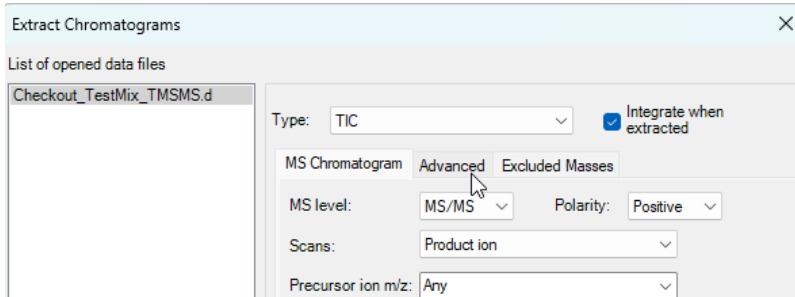 Extract Chromatograms
List of opened data files
Checkout_TestMix_TMSMS.d
Type: TIC
Integrate when
extracted
MS Chromatogram Advanced Excluded Masses
MS level: MS/MS Polarity: Positive
Scans: Product ion
Precursor ion m/z: Any